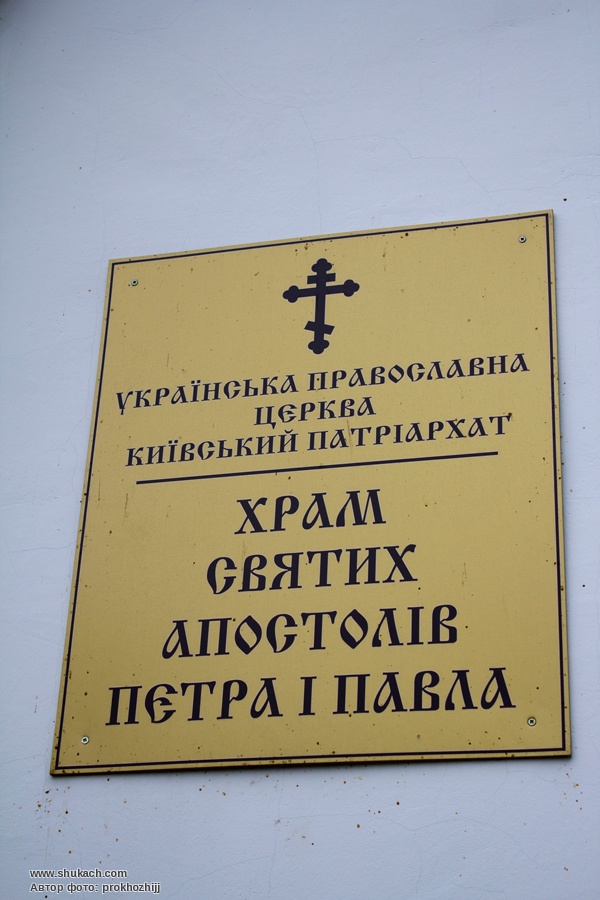 УКРАЇНСЬКА ПРАВОСЛАВНА
ЦЕРКВА
КИЇВСЬКИЙ ПАТРІАРХАТ
ХРАМ
СВЯТИХ
АПОСТОЛІВ
ПЕТРА І ПАВЛА
www.shukach.com
Автор фото: prokhozhijj